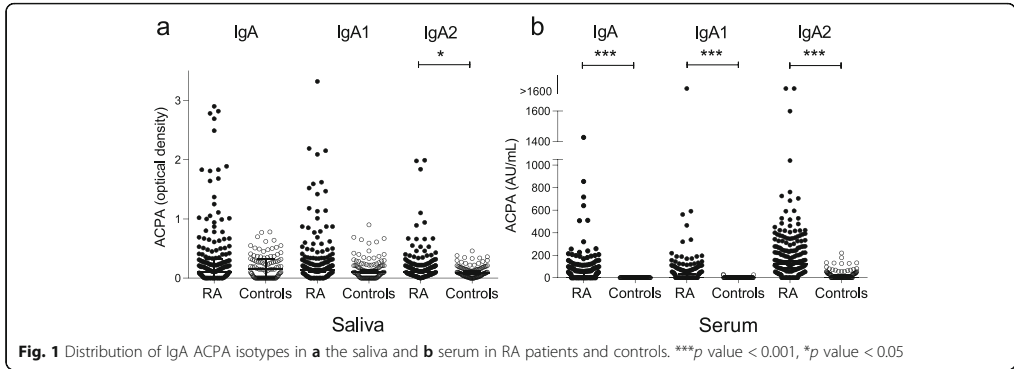 a
IgA IgA1 IgA2
*
ACPA (optical density)
3
2
1
0
RA Controls RA Controls RA Controls
Saliva
b
IgA IgA1 IgA2
*** *** ***
ACPA (AU/mL)
>1600
1600
1400
1000
800
600
400
200
0
RA Controls RA Controls RA Controls
Serum
Fig. 1 Distribution of IgA ACPA isotypes in a the saliva and b serum in RA patients and controls. ***p value < 0.001, *p value < 0.05